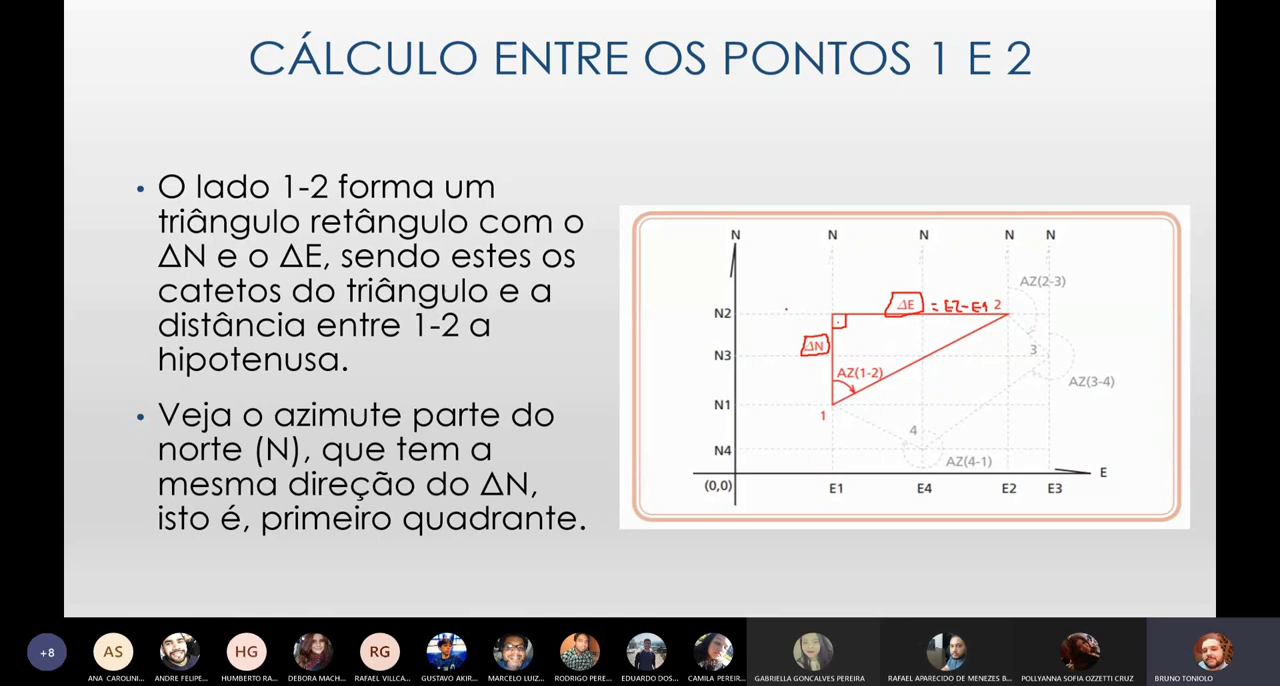 CÁLCULO ENTRE OS PONTOS 1 E 2
• O lado 1-2 forma um
triângulo retângulo com o
ΔN e o ΔE, sendo estes os
catetos do triângulo e a
distância entre 1-2 a
hipotenusa.
• Veja o azimute parte do
norte (N), que tem a
mesma direção do ΔN,
isto é, primeiro quadrante.
N N N N N
AZ(2-3)
N2 ΔE = E2-E1 2
ΔN
N3 3
AZ(1-2)
AZ(3-4)
N1
1
4
N4
AZ(4-1)
E
(0,0) E1 E4 E2 E3
+8 AS HG RG
ANA CAROLINI... ANDRE FELIPE... HUMBERTO RA... DEBORA MACH... RAFAEL VILLCA... GUSTAVO AKIR... MARCELO LUIZ... RODRIGO PERE... EDUARDO DOS... CAMILA PEREIR... GABRIELLA GONCALVES PEREIRA RAFAEL APARECIDO DE MENEZES B... POLLYANNA SOFIA OZZETTI CRUZ BRUNO TONIOLO